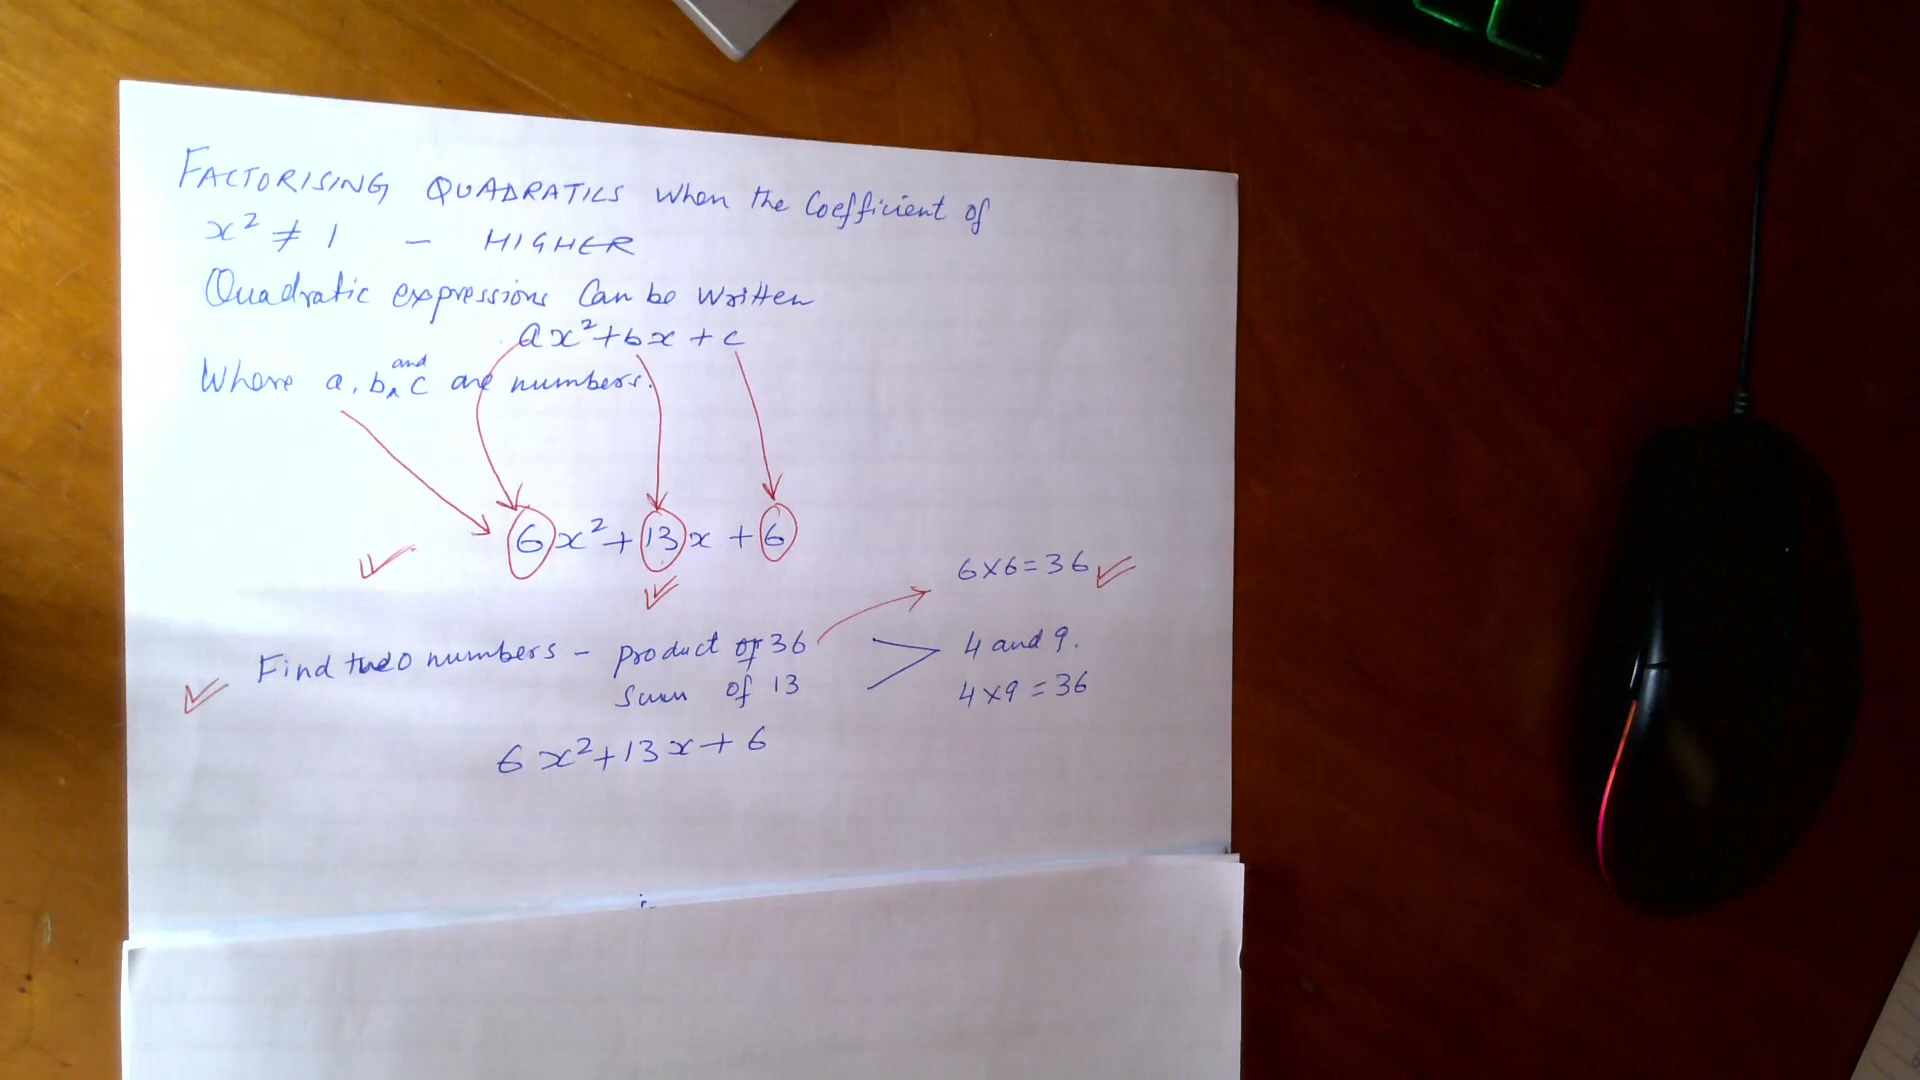 FACTORISING QUADRATICS When the Coefficient of
x² ≠ 1 – HIGHER
Quadratic expressions Can be Written
ax² + bx + c
Where a, b, and c are numbers.
6x² + 13x + 6
6×6=36
Find two numbers – product of 36
4 and 9.
Sum of 13
4×9=36
6x² + 13x + 6